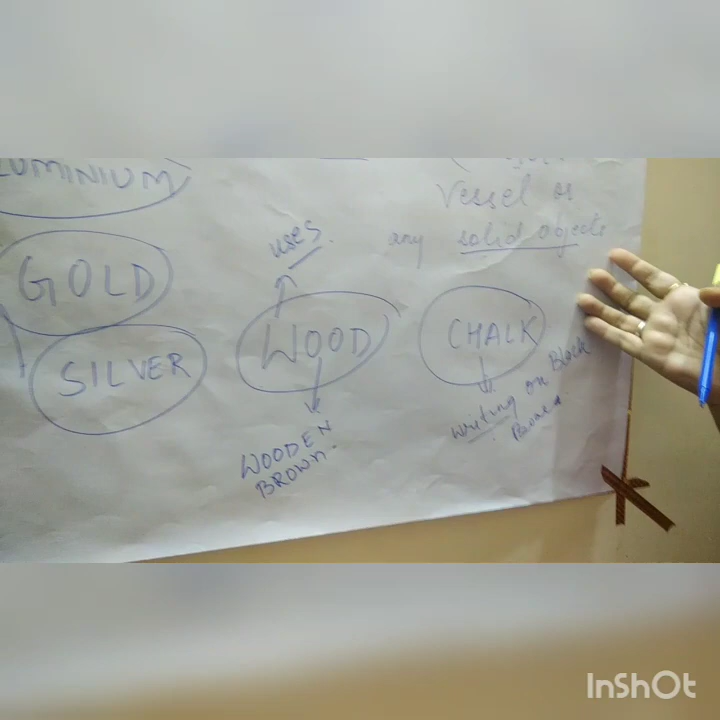 LUMINIUM
Vessel or
any solid objects
uses.
GOLD
WOOD
CHALK
SILVER
writing on Black
Board
WOODEN
BROWN.
InShOt